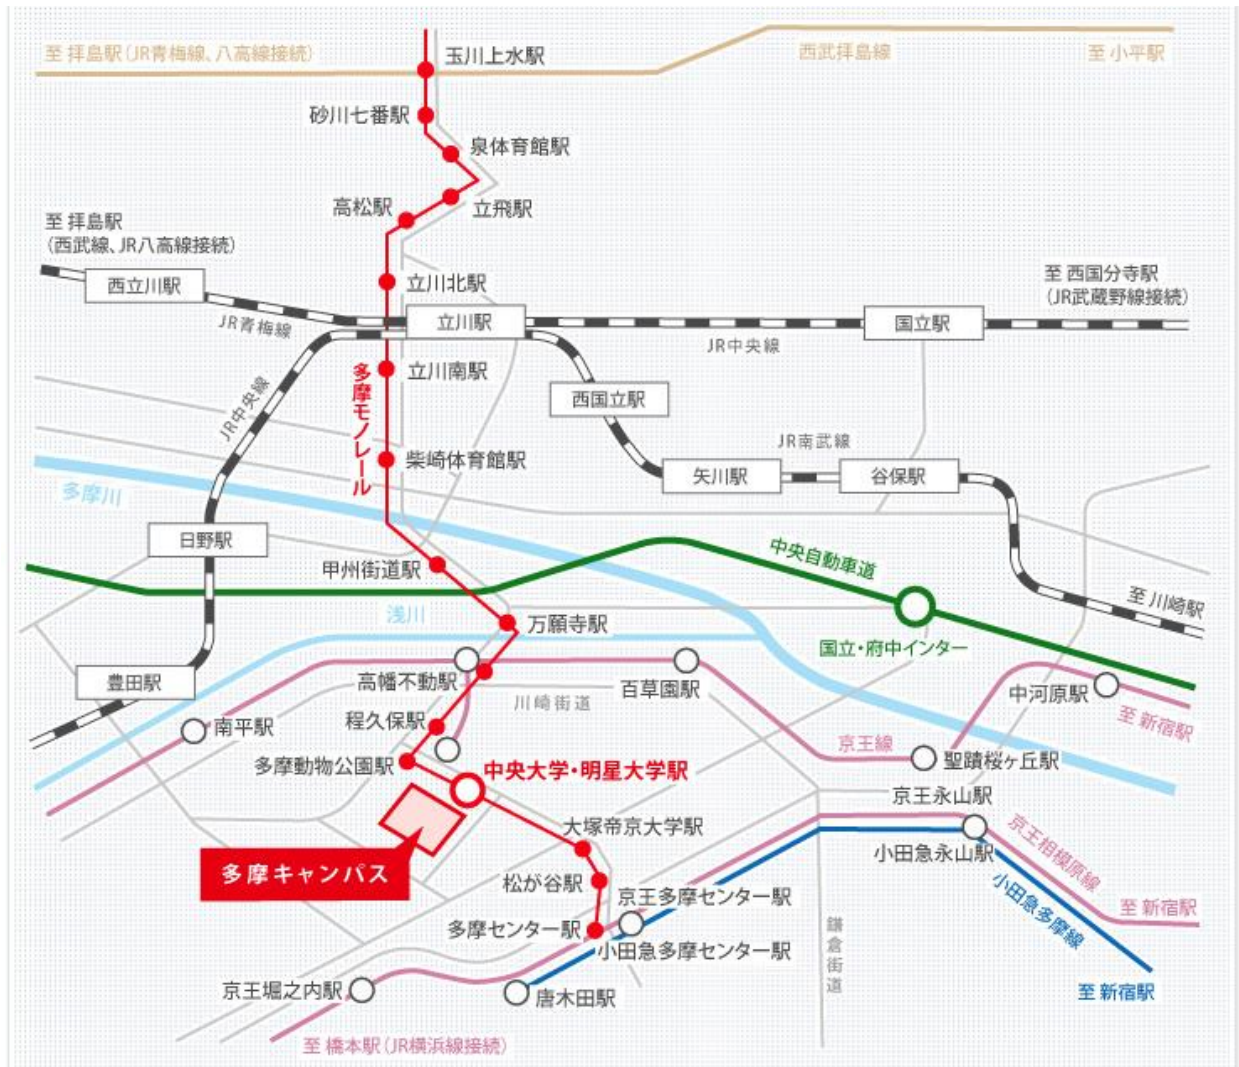 至 拝島駅(JR青梅線、八高線接続)
玉川上水駅
西武拝島線
至 小平駅
砂川七番駅
泉体育館駅
高松駅
立飛駅
至 拝島駅
(西武線、JR八高線接続)
西立川駅
立川北駅
至 西国分寺駅
(JR武蔵野線接続)
JR青梅線
立川駅
国立駅
JR中央線
立川南駅
多摩モノレール
JR中央線
西国立駅
JR南武線
柴崎体育館駅
矢川駅
谷保駅
多摩川
日野駅
甲州街道駅
中央自動車道
至 川崎駅
浅川
万願寺駅
国立・府中インター
豊田駅
高幡不動駅
百草園駅
中河原駅
川崎街道
至 新宿駅
南平駅
程久保駅
京王線
聖蹟桜ヶ丘駅
多摩動物公園駅
中央大学・明星大学駅
京王永山駅
大塚帝京大学駅
小田急永山駅
京王相模原線
多摩キャンパス
松が谷駅
京王多摩センター駅
小田急多摩線
至 新宿駅
多摩センター駅
小田急多摩センター駅
鎌倉街道
京王堀之内駅
唐木田駅
至 新宿駅
至 橋本駅(JR横浜線接続)